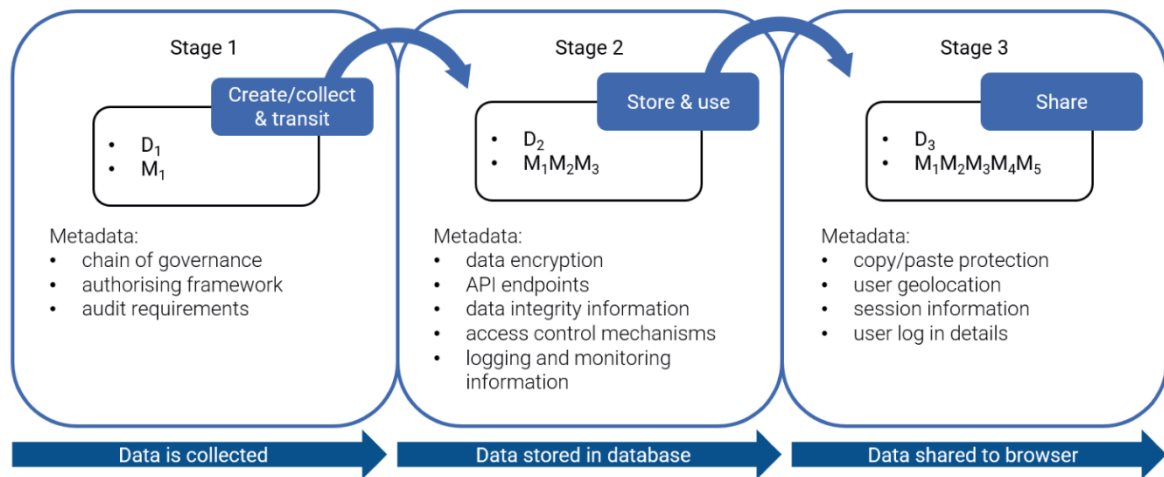 Stage 1
Create/collect
& transit
• D₁
• M₁
Metadata:
• chain of governance
• authorising framework
• audit requirements
Data is collected
Stage 2
Store & use
• D₂
• M₁M₂M₃
Metadata:
• data encryption
• API endpoints
• data integrity information
• access control mechanisms
• logging and monitoring
information
Data stored in database
Stage 3
Share
• D₃
• M₁M₂M₃M₄M₅
Metadata:
• copy/paste protection
• user geolocation
• session information
• user log in details
Data shared to browser